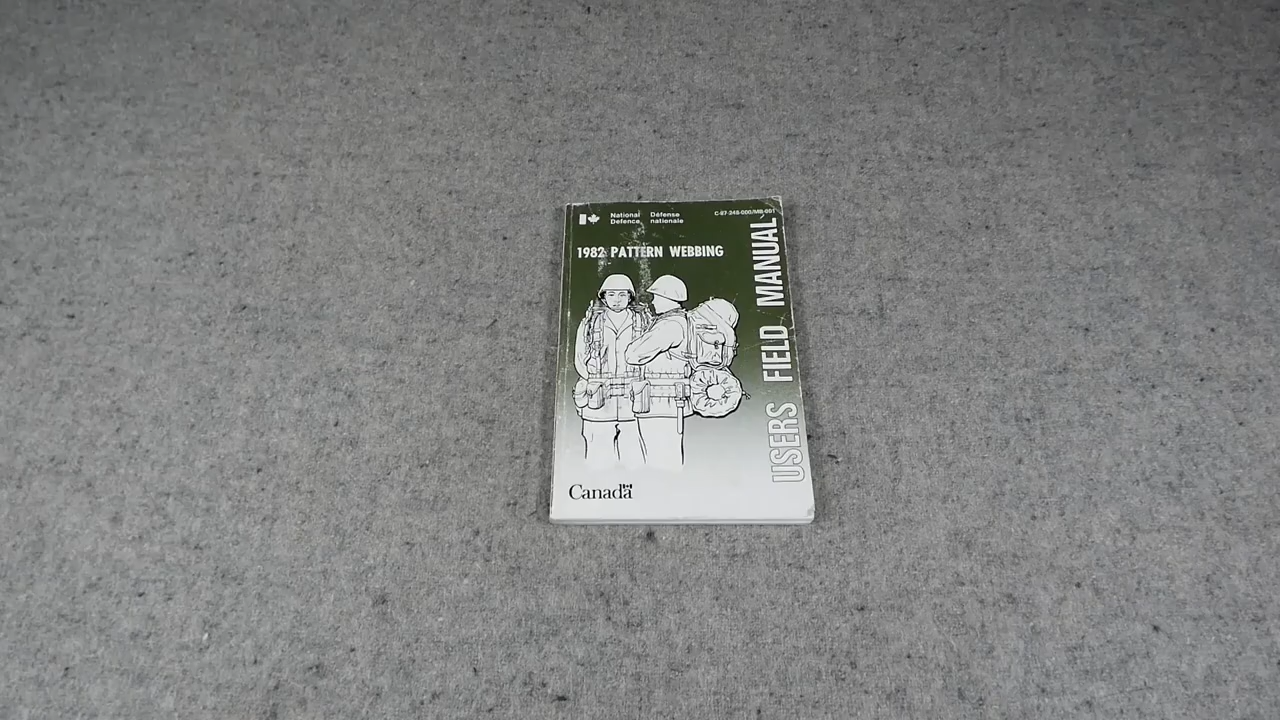 National Défense
Defence nationale
C-87-248-000/MB-001
1982 PATTERN WEBBING
USERS FIELD MANUAL
Canada